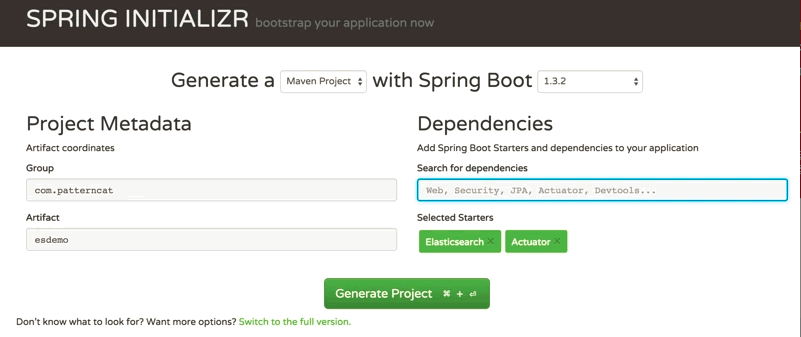 SPRING INITIALIZR bootstrap your application now
Generate a Maven Project with Spring Boot 1.3.2
Project Metadata
Artifact coordinates
Group
com.patterncat
Artifact
esdemo
Dependencies
Add Spring Boot Starters and dependencies to your application
Search for dependencies
Web, Security, JPA, Actuator, Devtools...
Selected Starters
Elasticsearch × Actuator ×
Generate Project ⌘ + ⏎
Don't know what to look for? Want more options? Switch to the full version.